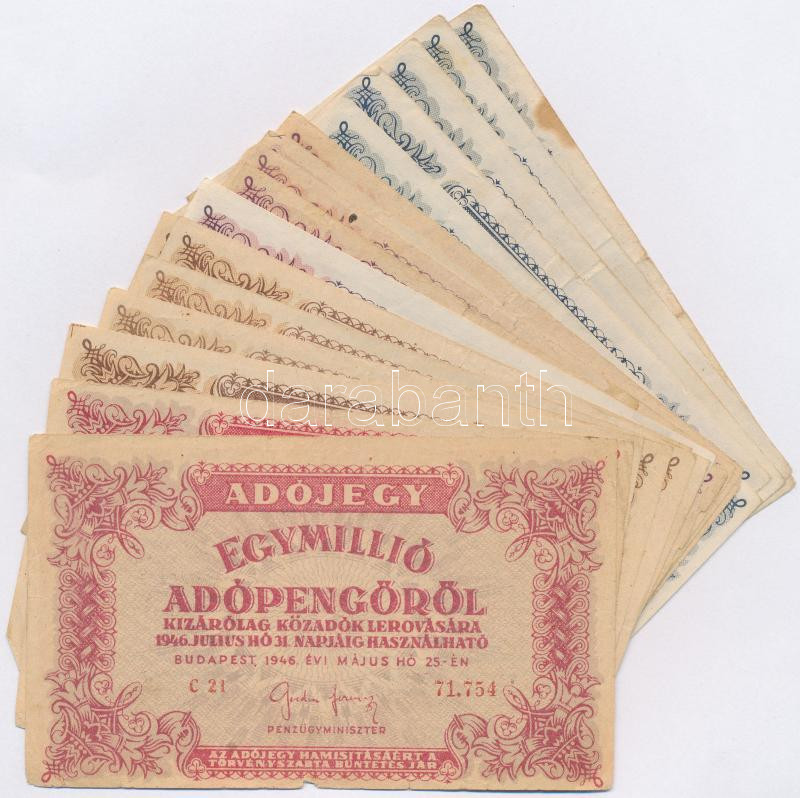 darabanth
ADÓJEGY
EGYMILLIÓ
ADÓPENGŐRŐL
KIZÁRÓLAG KÖZADÓK LEROVÁSÁRA
1946. JULIUS HÓ 31. NAPJÁIG HASZNÁLHATÓ
BUDAPEST, 1946. ÉVI MÁJUS HÓ 25-ÉN
C 21 71.754
PÉNZÜGYMINISZTER
AZ ADÓJEGY HAMISITÁSÁÉRT A
TÖRVÉNYSZABTA BÜNTETÉS JÁR